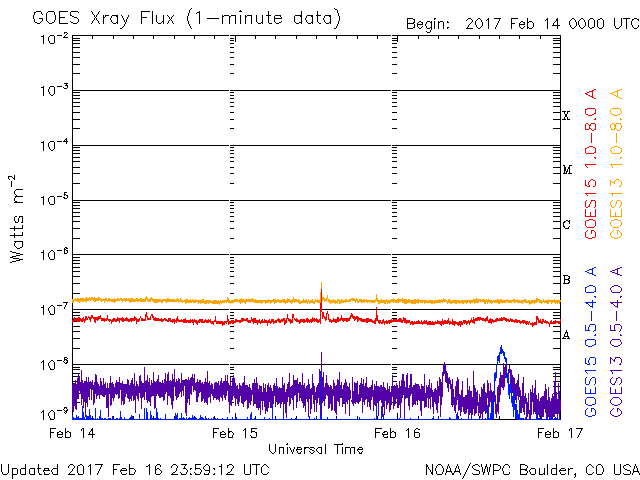 GOES Xray Flux (1-minute data)
Begin: 2017 Feb 14 0000 UTC
Watts m⁻²
10⁻²
10⁻³
10⁻⁴
10⁻⁵
10⁻⁶
10⁻⁷
10⁻⁸
10⁻⁹
X
M
C
B
A
GOES15 1.0-8.0 A
GOES13 1.0-8.0 A
GOES15 0.5-4.0 A
GOES13 0.5-4.0 A
Feb 14 Feb 15 Feb 16 Feb 17
Universal Time
Updated 2017 Feb 16 23:59:12 UTC
NOAA/SWPC Boulder, CO USA